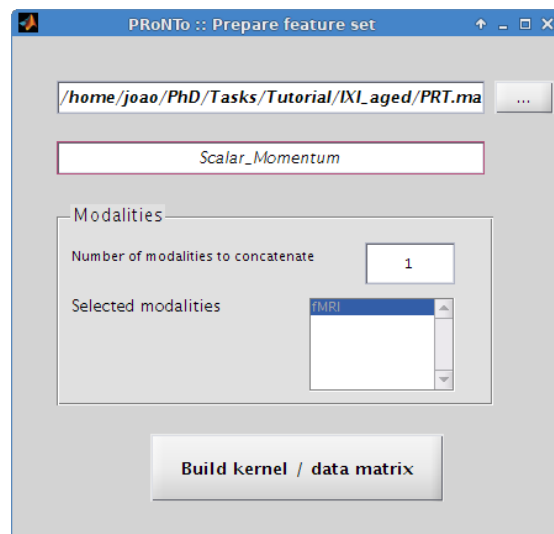 PRoNTo :: Prepare feature set
/home/joao/PhD/Tasks/Tutorial/IXI_aged/PRT.ma
...
Scalar_Momentum
Modalities
Number of modalities to concatenate
1
Selected modalities
fMRI
Build kernel / data matrix